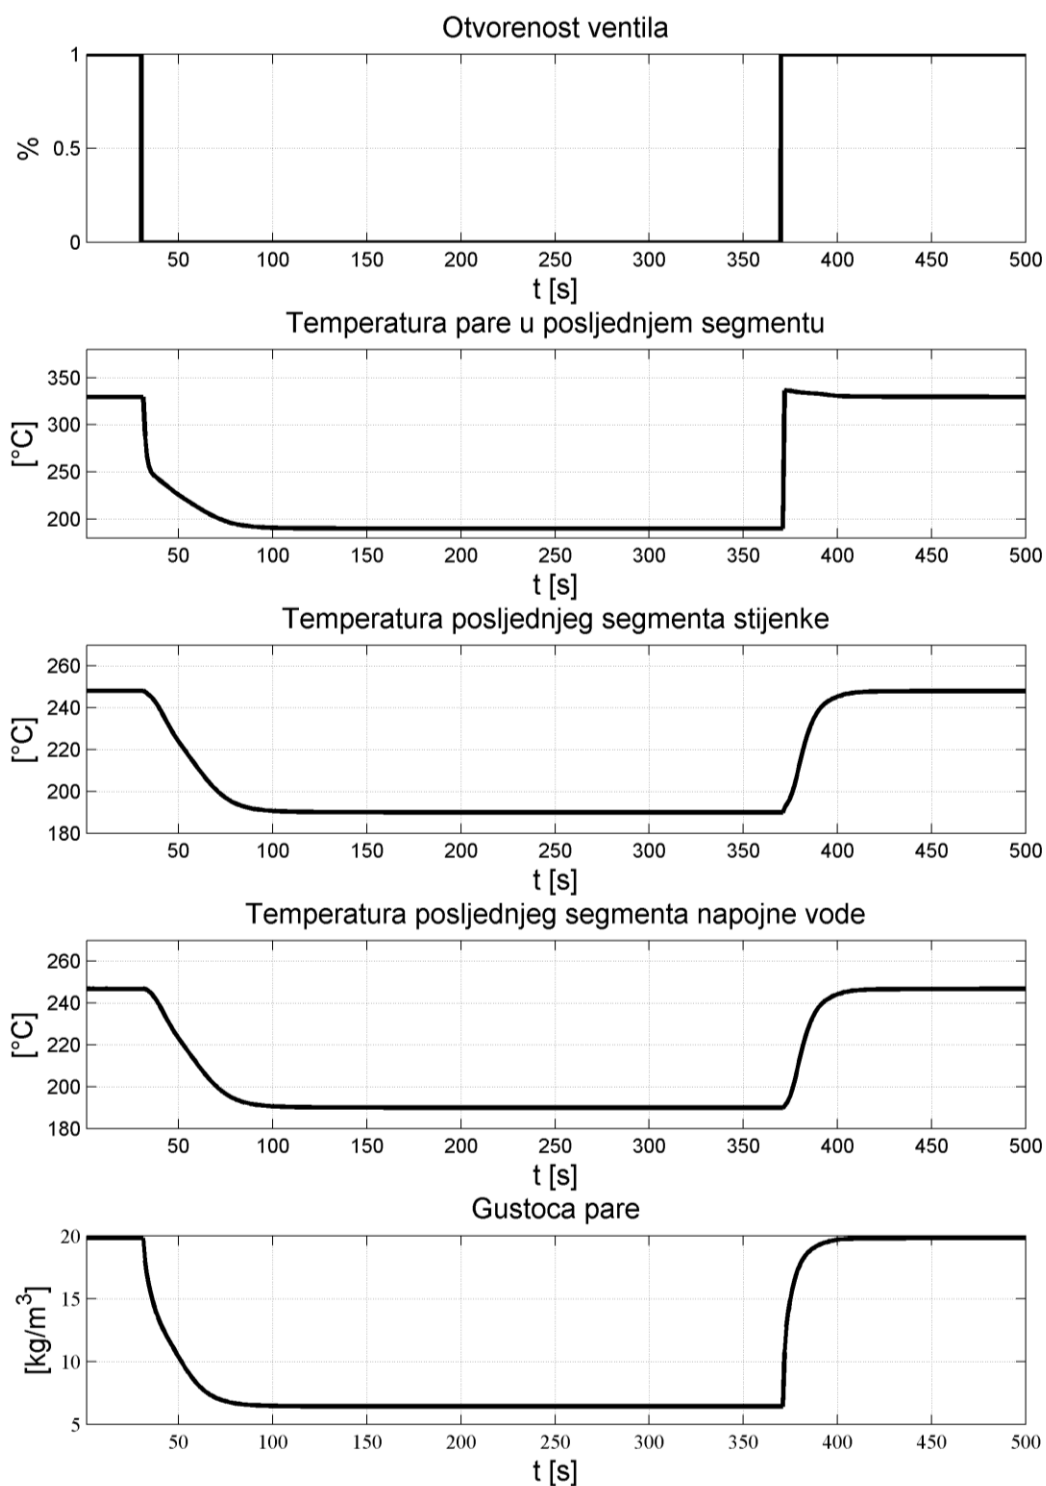 Otvorenost ventila
1
0.5
0
%
50 100 150 200 250 300 350 400 450 500
t [s]
Temperatura pare u posljednjem segmentu
350
300
250
200
[°C]
50 100 150 200 250 300 350 400 450 500
t [s]
Temperatura posljednjeg segmenta stijenke
260
240
220
200
180
[°C]
50 100 150 200 250 300 350 400 450 500
t [s]
Temperatura posljednjeg segmenta napojne vode
260
240
220
200
180
[°C]
50 100 150 200 250 300 350 400 450 500
t [s]
Gustoca pare
20
15
10
5
[kg/m³]
50 100 150 200 250 300 350 400 450 500
t [s]